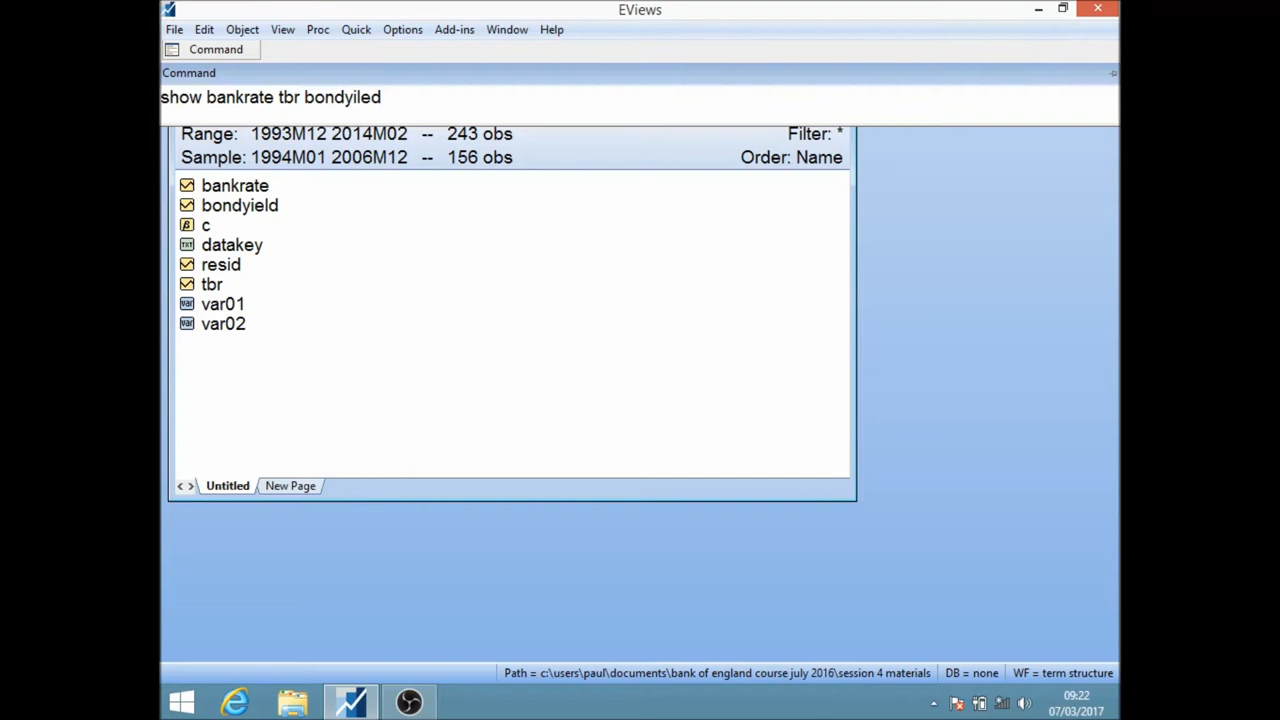 EViews
File Edit Object View Proc Quick Options Add-ins Window Help
Command
Command
show bankrate tbr bondyiled
Range: 1993M12 2014M02 -- 243 obs Filter: *
Sample: 1994M01 2006M12 -- 156 obs Order: Name
bankrate
bondyield
β c
TXT datakey
resid
tbr
var var01
var var02
< > Untitled New Page
Path = c:\users\paul\documents\bank of england course july 2016\session 4 materials DB = none WF = term structure
09:22
07/03/2017